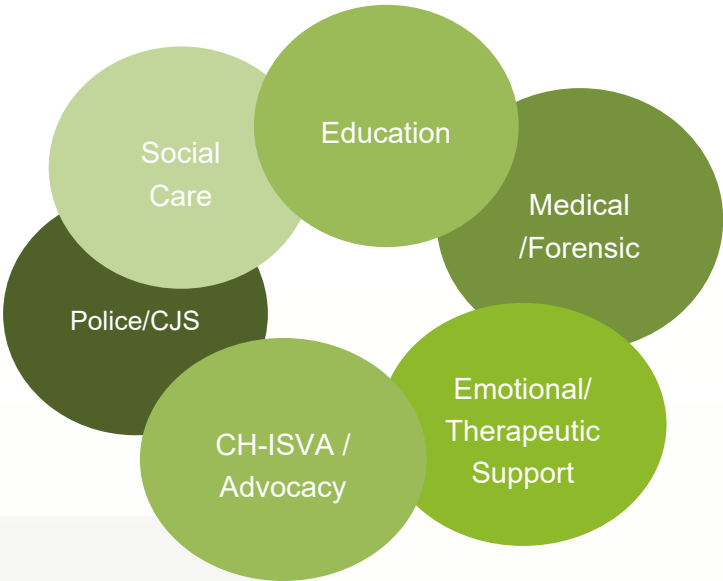 Education
Social
Care
Medical
/Forensic
Police/CJS
Emotional/
Therapeutic
Support
CH-ISVA /
Advocacy